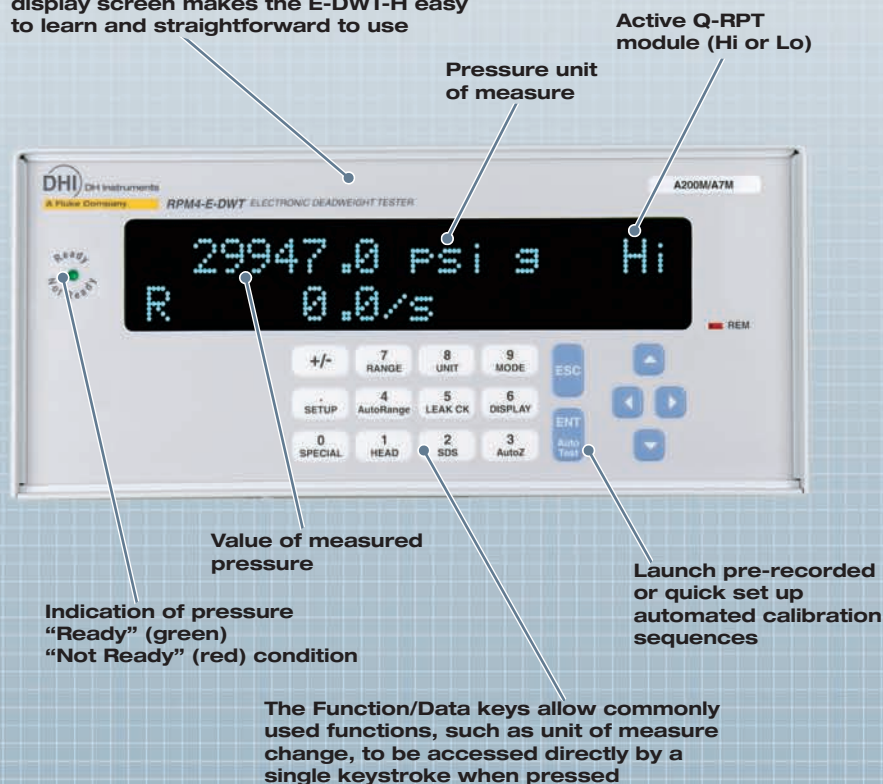 display screen makes the E-DWT-H easy
to learn and straightforward to use
Active Q-RPT
module (Hi or Lo)
Pressure unit
of measure
DHI DH Instruments
A Fluke Company
RPM4-E-DWT ELECTRONIC DEADWEIGHT TESTER
A200M/A7M
Ready
Not Ready
29947.0 psi g Hi
R 0.0/s
REM
+/- 7 8 9
RANGE UNIT MODE
ESC
. 4 5 6
SETUP AutoRange LEAK CK DISPLAY
ENT
Auto
Test
0 1 2 3
SPECIAL HEAD SDS AutoZ
Value of measured
pressure
Launch pre-recorded
or quick set up
automated calibration
sequences
Indication of pressure
“Ready” (green)
“Not Ready” (red) condition
The Function/Data keys allow commonly
used functions, such as unit of measure
change, to be accessed directly by a
single keystroke when pressed